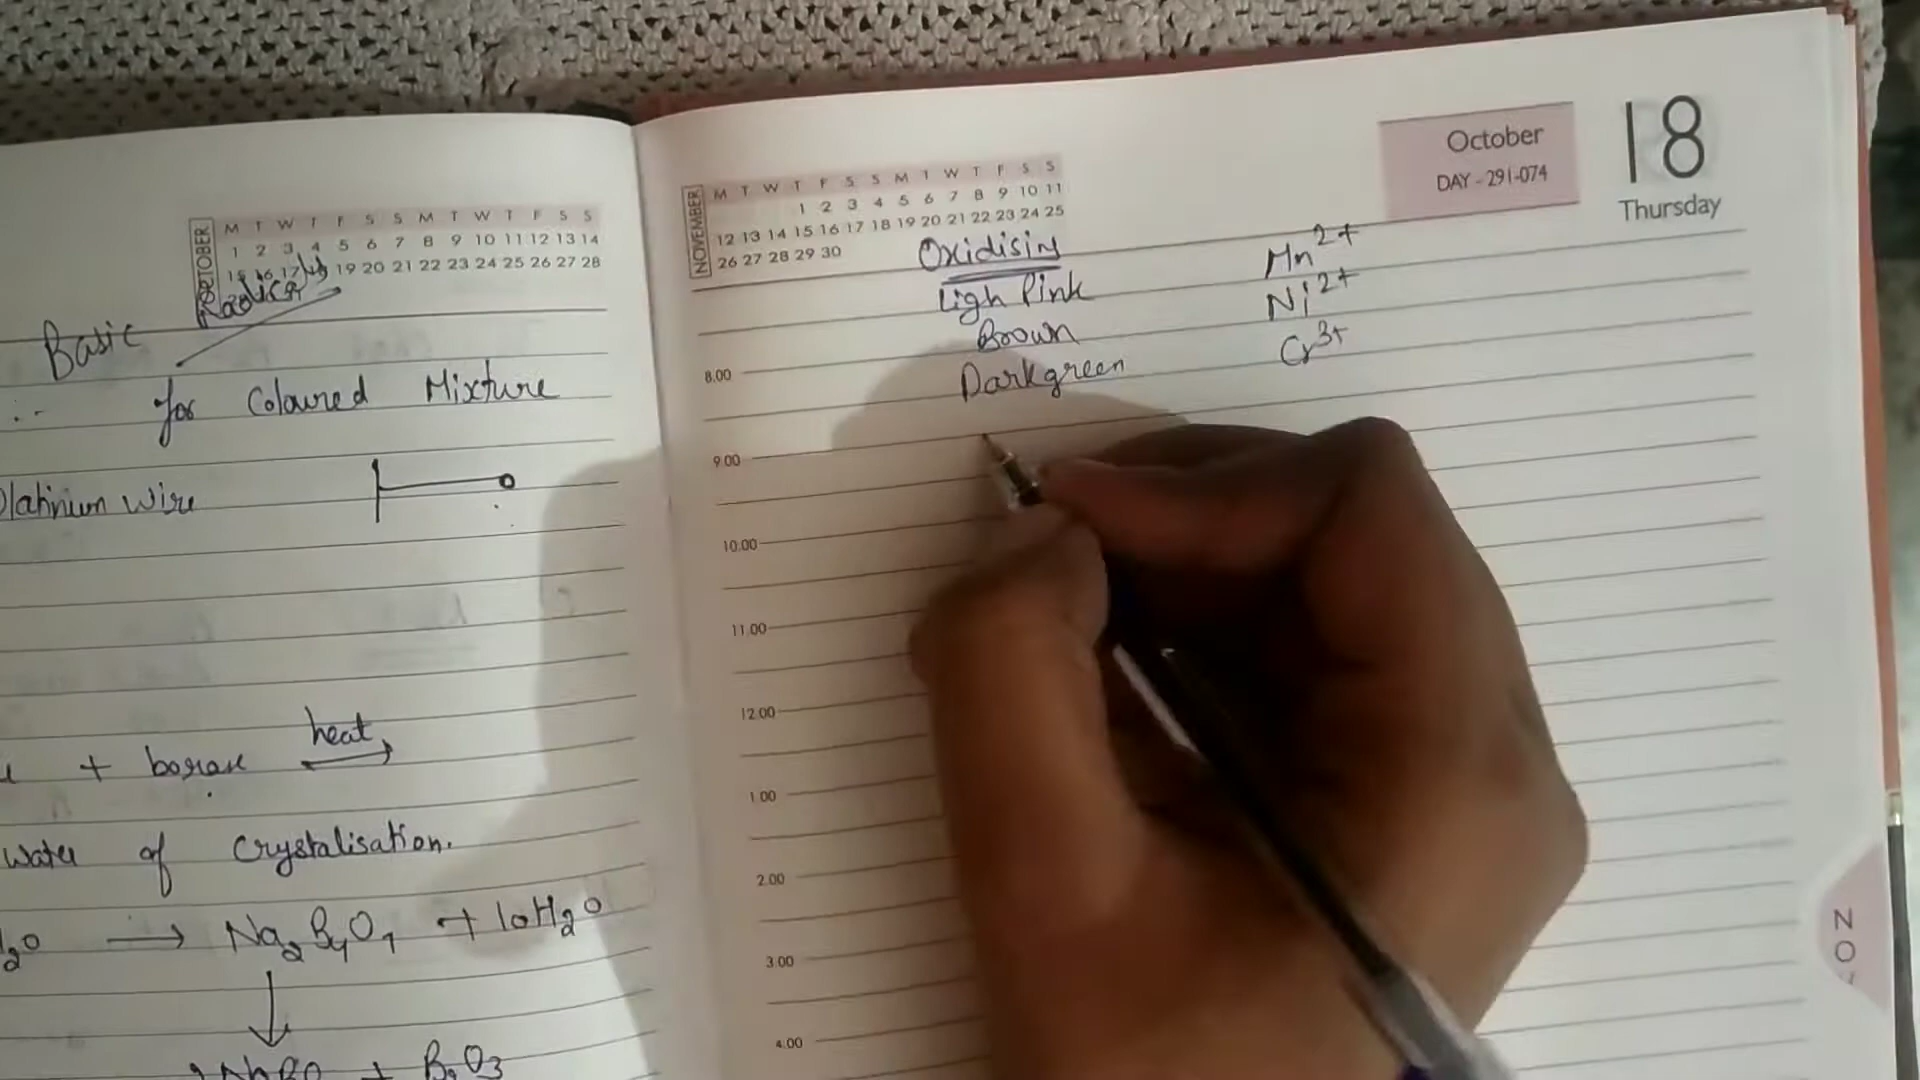 OCTOBER
M T W T F S S M T W T F S S
1 2 3 4 5 6 7 8 9 10 11 12 13 14
15 16 17 18 19 20 21 22 23 24 25 26 27 28
Basic Radical
for Coloured Mixture
Platinium Wire
+ borax heat
water of Crystalisation.
H2O → Na2B4O7 + 10H2O
+ B2O3
NOVEMBER
M T W T F S S M T W T F S S
1 2 3 4 5 6 7 8 9 10 11
12 13 14 15 16 17 18 19 20 21 22 23 24 25
26 27 28 29 30
October
DAY - 291-074
18
Thursday
Oxidising Mn2+
Ligh Pink Ni2+
Brown Cr3+
Darkgreen
8.00
9.00
10.00
11.00
12.00
1.00
2.00
3.00
4.00
NOV